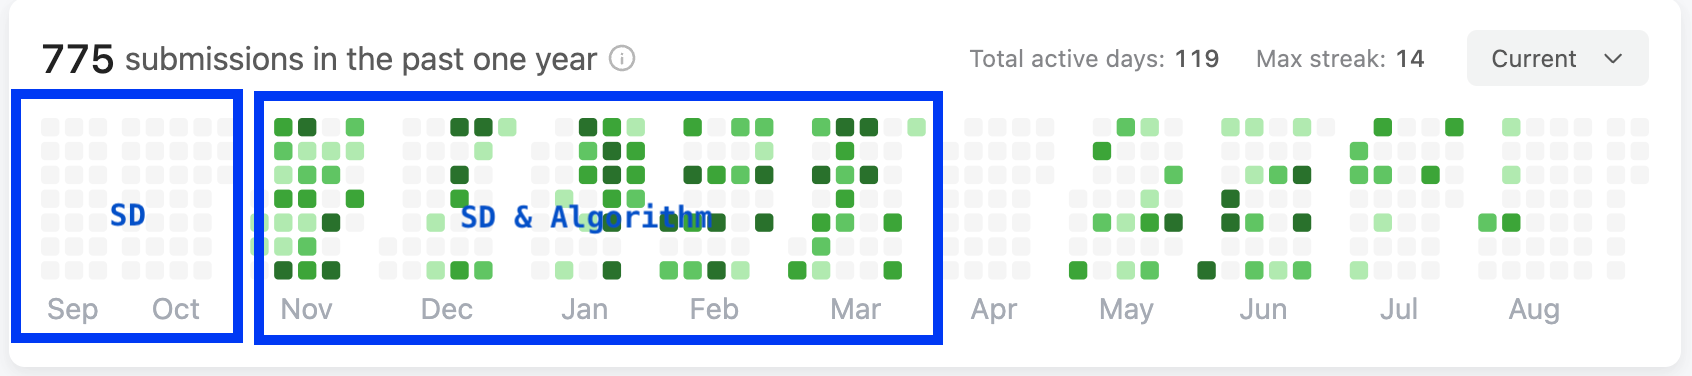 775 submissions in the past one year
Total active days: 119 Max streak: 14 Current
SD
SD & Algorithm
Sep Oct Nov Dec Jan Feb Mar Apr May Jun Jul Aug